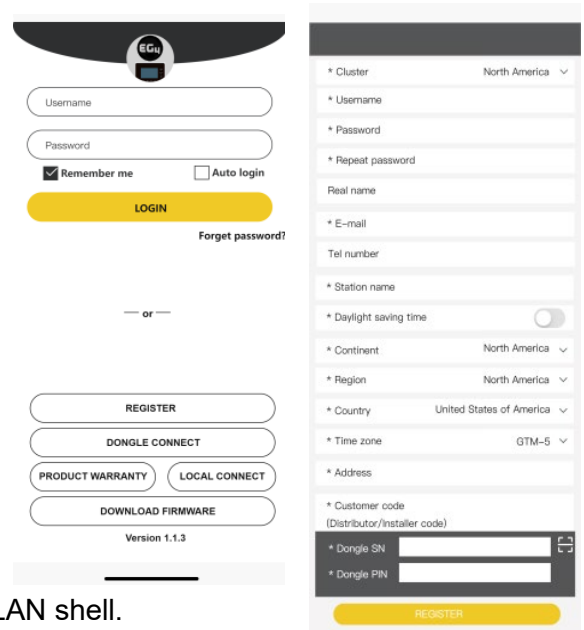 EG4
Username
Password
Remember me
Auto login
LOGIN
Forget password?
— or —
REGISTER
DONGLE CONNECT
PRODUCT WARRANTY
LOCAL CONNECT
DOWNLOAD FIRMWARE
Version 1.1.3
LAN shell.
* Cluster North America
* Username
* Password
* Repeat password
Real name
* E-mail
Tel number
* Station name
* Daylight saving time
* Continent North America
* Region North America
* Country United States of America
* Time zone GTM-5
* Address
* Customer code
(Distributor/Installer code)
* Dongle SN
* Dongle PIN
REGISTER